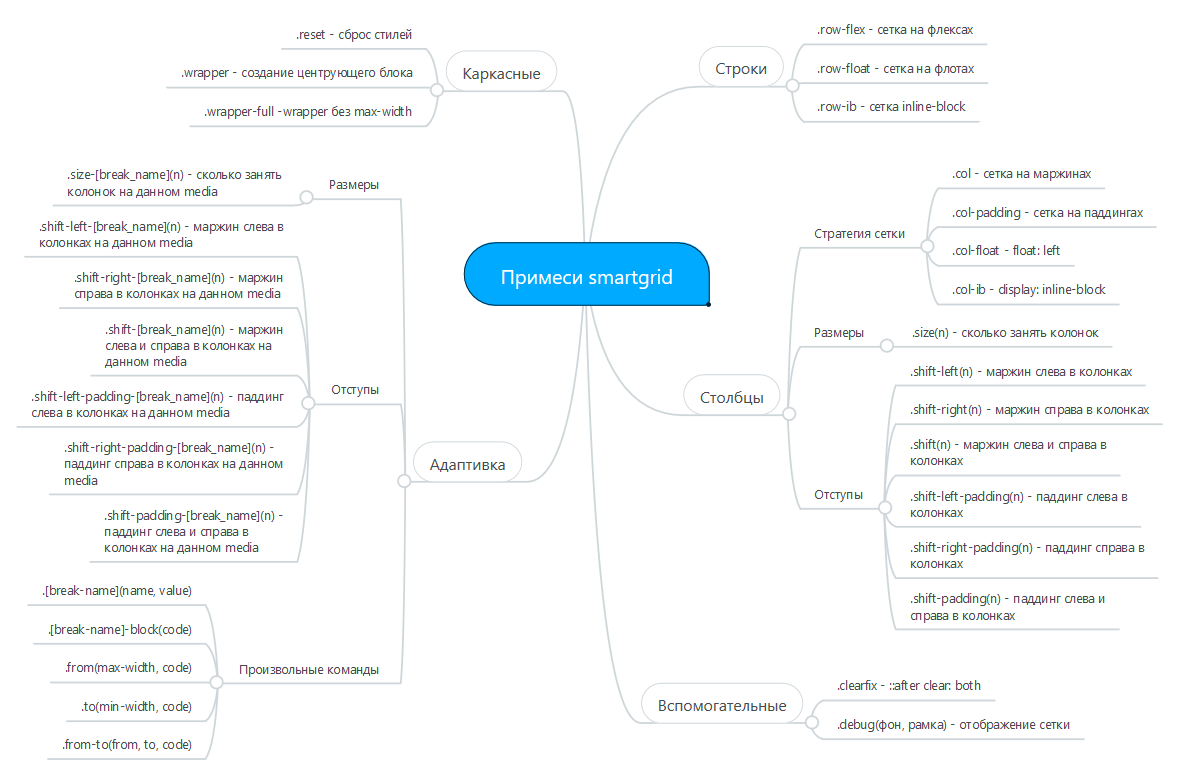 Примеси smartgrid
Каркасные
.reset - сброс стилей
.wrapper - создание центрующего блока
.wrapper-full -wrapper без max-width
Строки
.row-flex - сетка на флексах
.row-float - сетка на флотах
.row-ib - сетка inline-block
Столбцы
Стратегия сетки
.col - сетка на маржинах
.col-padding - сетка на паддингах
.col-float - float: left
.col-ib - display: inline-block
Размеры
.size(n) - сколько занять колонок
Отступы
.shift-left(n) - маржин слева в колонках
.shift-right(n) - маржин справа в колонках
.shift(n) - маржин слева и справа в
колонках
.shift-left-padding(n) - паддинг слева в
колонках
.shift-right-padding(n) - паддинг справа в
колонках
.shift-padding(n) - паддинг слева и
справа в колонках
Адаптивка
Размеры
.size-[break_name](n) - сколько занять
колонок на данном media
Отступы
.shift-left-[break_name](n) - маржин слева в
колонках на данном media
.shift-right-[break_name](n) - маржин
справа в колонках на данном media
.shift-[break_name](n) - маржин
слева и справа в колонках на
данном media
.shift-left-padding-[break_name](n) - паддинг
слева в колонках на данном media
.shift-right-padding-[break_name](n) -
паддинг справа в колонках на данном
media
.shift-padding-[break_name](n) -
паддинг слева и справа в
колонках на данном media
Произвольные команды
.[break-name](name, value)
.[break-name]-block(code)
.from(max-width, code)
.to(min-width, code)
.from-to(from, to, code)
Вспомогательные
.clearfix - ::after clear: both
.debug(фон, рамка) - отображение сетки